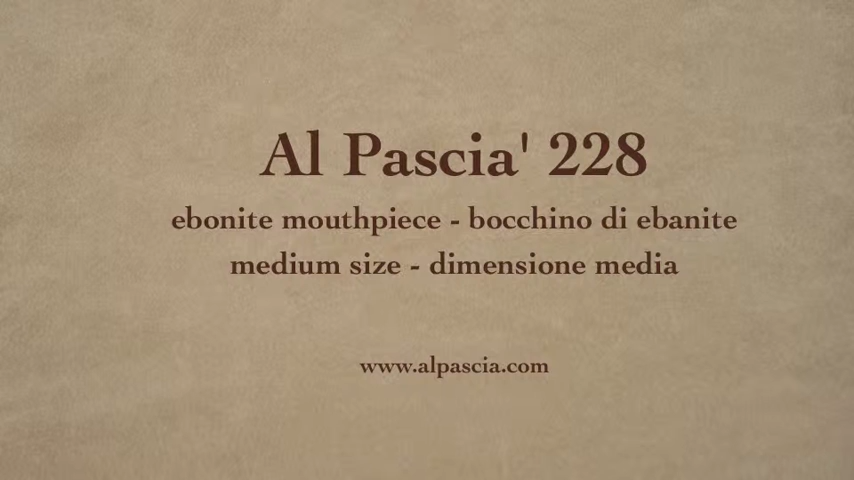 Al Pascia' 228
ebonite mouthpiece - bocchino di ebanite
medium size - dimensione media
www.alpascia.com